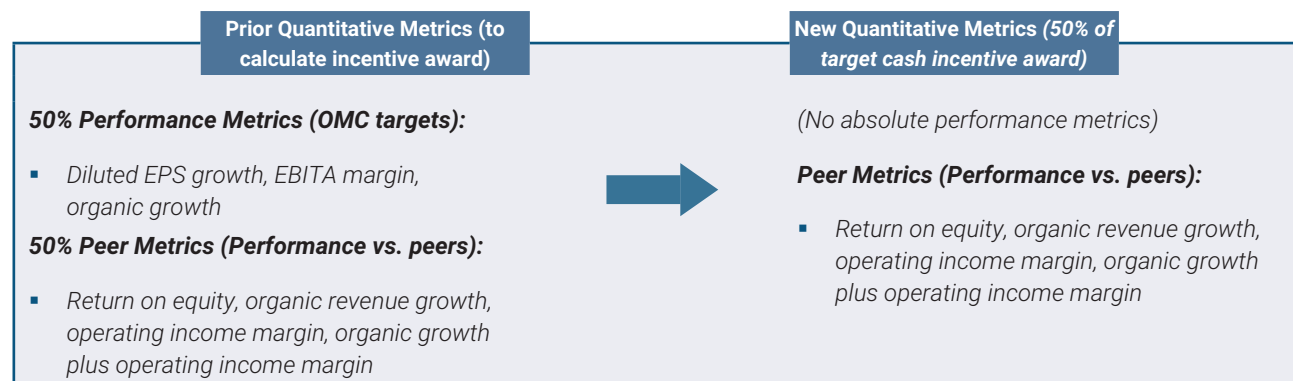 Prior Quantitative Metrics (to
calculate incentive award)
50% Performance Metrics (OMC targets):
▪ Diluted EPS growth, EBITA margin,
organic growth
50% Peer Metrics (Performance vs. peers):
▪ Return on equity, organic revenue growth,
operating income margin, organic growth
plus operating income margin
New Quantitative Metrics (50% of
target cash incentive award)
(No absolute performance metrics)
Peer Metrics (Performance vs. peers):
▪ Return on equity, organic revenue growth,
operating income margin, organic growth
plus operating income margin